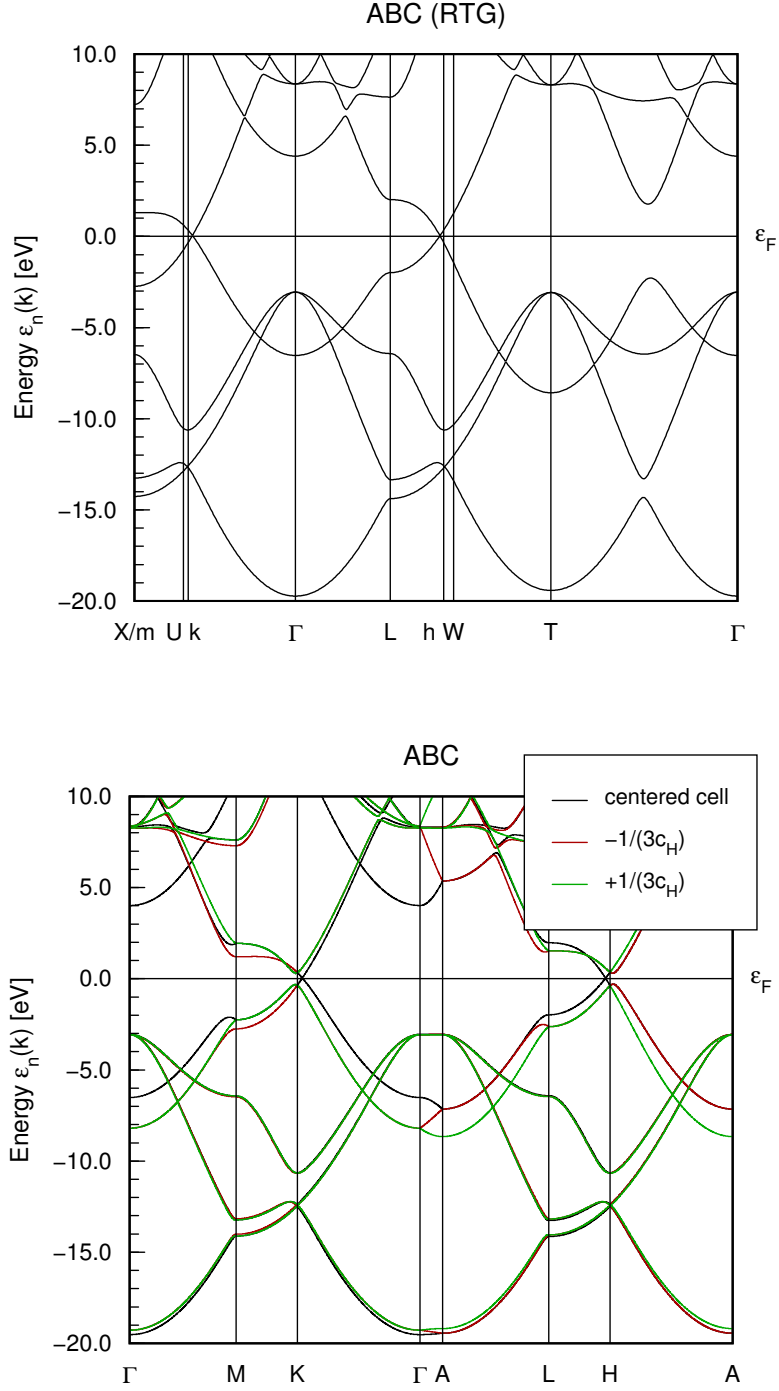 ABC (RTG)
10.0
5.0
0.0
−5.0
−10.0
−15.0
−20.0
Energy εn(k) [eV]
εF
X/m U k Γ L h W T Γ
ABC
centered cell
−1/(3cH)
+1/(3cH)
10.0
5.0
0.0
−5.0
−10.0
−15.0
−20.0
Energy εn(k) [eV]
εF
Γ M K Γ A L H A